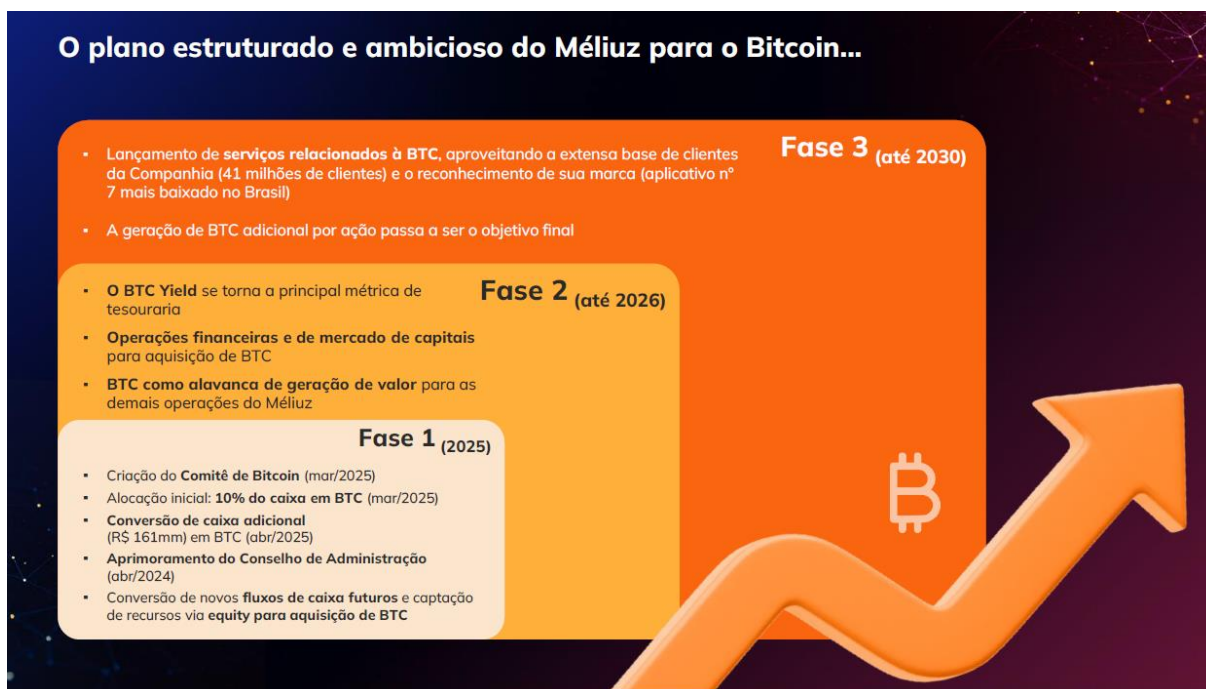 O plano estruturado e ambicioso do Méliuz para o Bitcoin...
Fase 3 (até 2030)
▪ Lançamento de serviços relacionados à BTC, aproveitando a extensa base de clientes
da Companhia (41 milhões de clientes) e o reconhecimento de sua marca (aplicativo nº
7 mais baixado no Brasil)
▪ A geração de BTC adicional por ação passa a ser o objetivo final
Fase 2 (até 2026)
▪ O BTC Yield se torna a principal métrica de
tesouraria
▪ Operações financeiras e de mercado de capitais
para aquisição de BTC
▪ BTC como alavanca de geração de valor para as
demais operações do Méliuz
Fase 1 (2025)
▪ Criação do Comitê de Bitcoin (mar/2025)
▪ Alocação inicial: 10% do caixa em BTC (mar/2025)
▪ Conversão de caixa adicional
(R$ 161mm) em BTC (abr/2025)
▪ Aprimoramento do Conselho de Administração
(abr/2024)
▪ Conversão de novos fluxos de caixa futuros e captação
de recursos via equity para aquisição de BTC